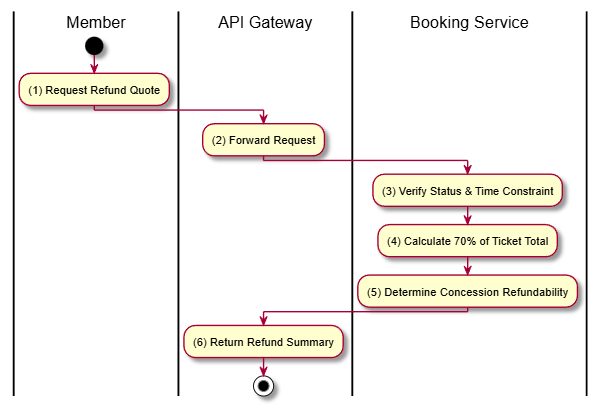 Member
API Gateway
Booking Service
(1) Request Refund Quote
(2) Forward Request
(3) Verify Status & Time Constraint
(4) Calculate 70% of Ticket Total
(5) Determine Concession Refundability
(6) Return Refund Summary